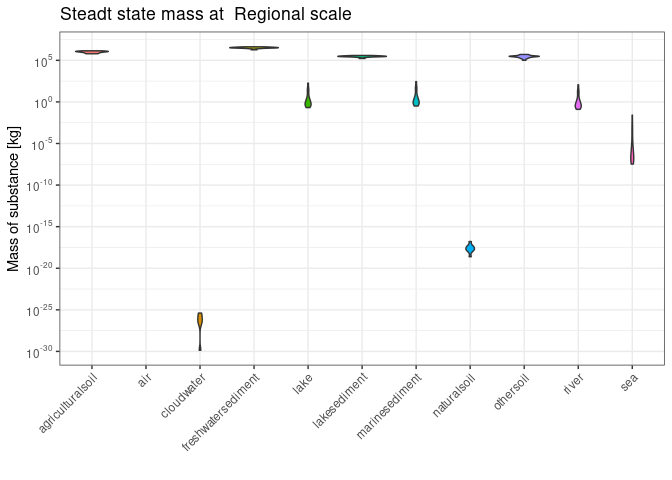 Steadt state mass at  Regional scale
Mass of substance [kg]
10^5
10^0
10^-5
10^-10
10^-15
10^-20
10^-25
10^-30
agriculturalsoil
air
cloudwater
freshwatersediment
lake
lakesediment
marinesediment
naturalsoil
othersoil
river
sea